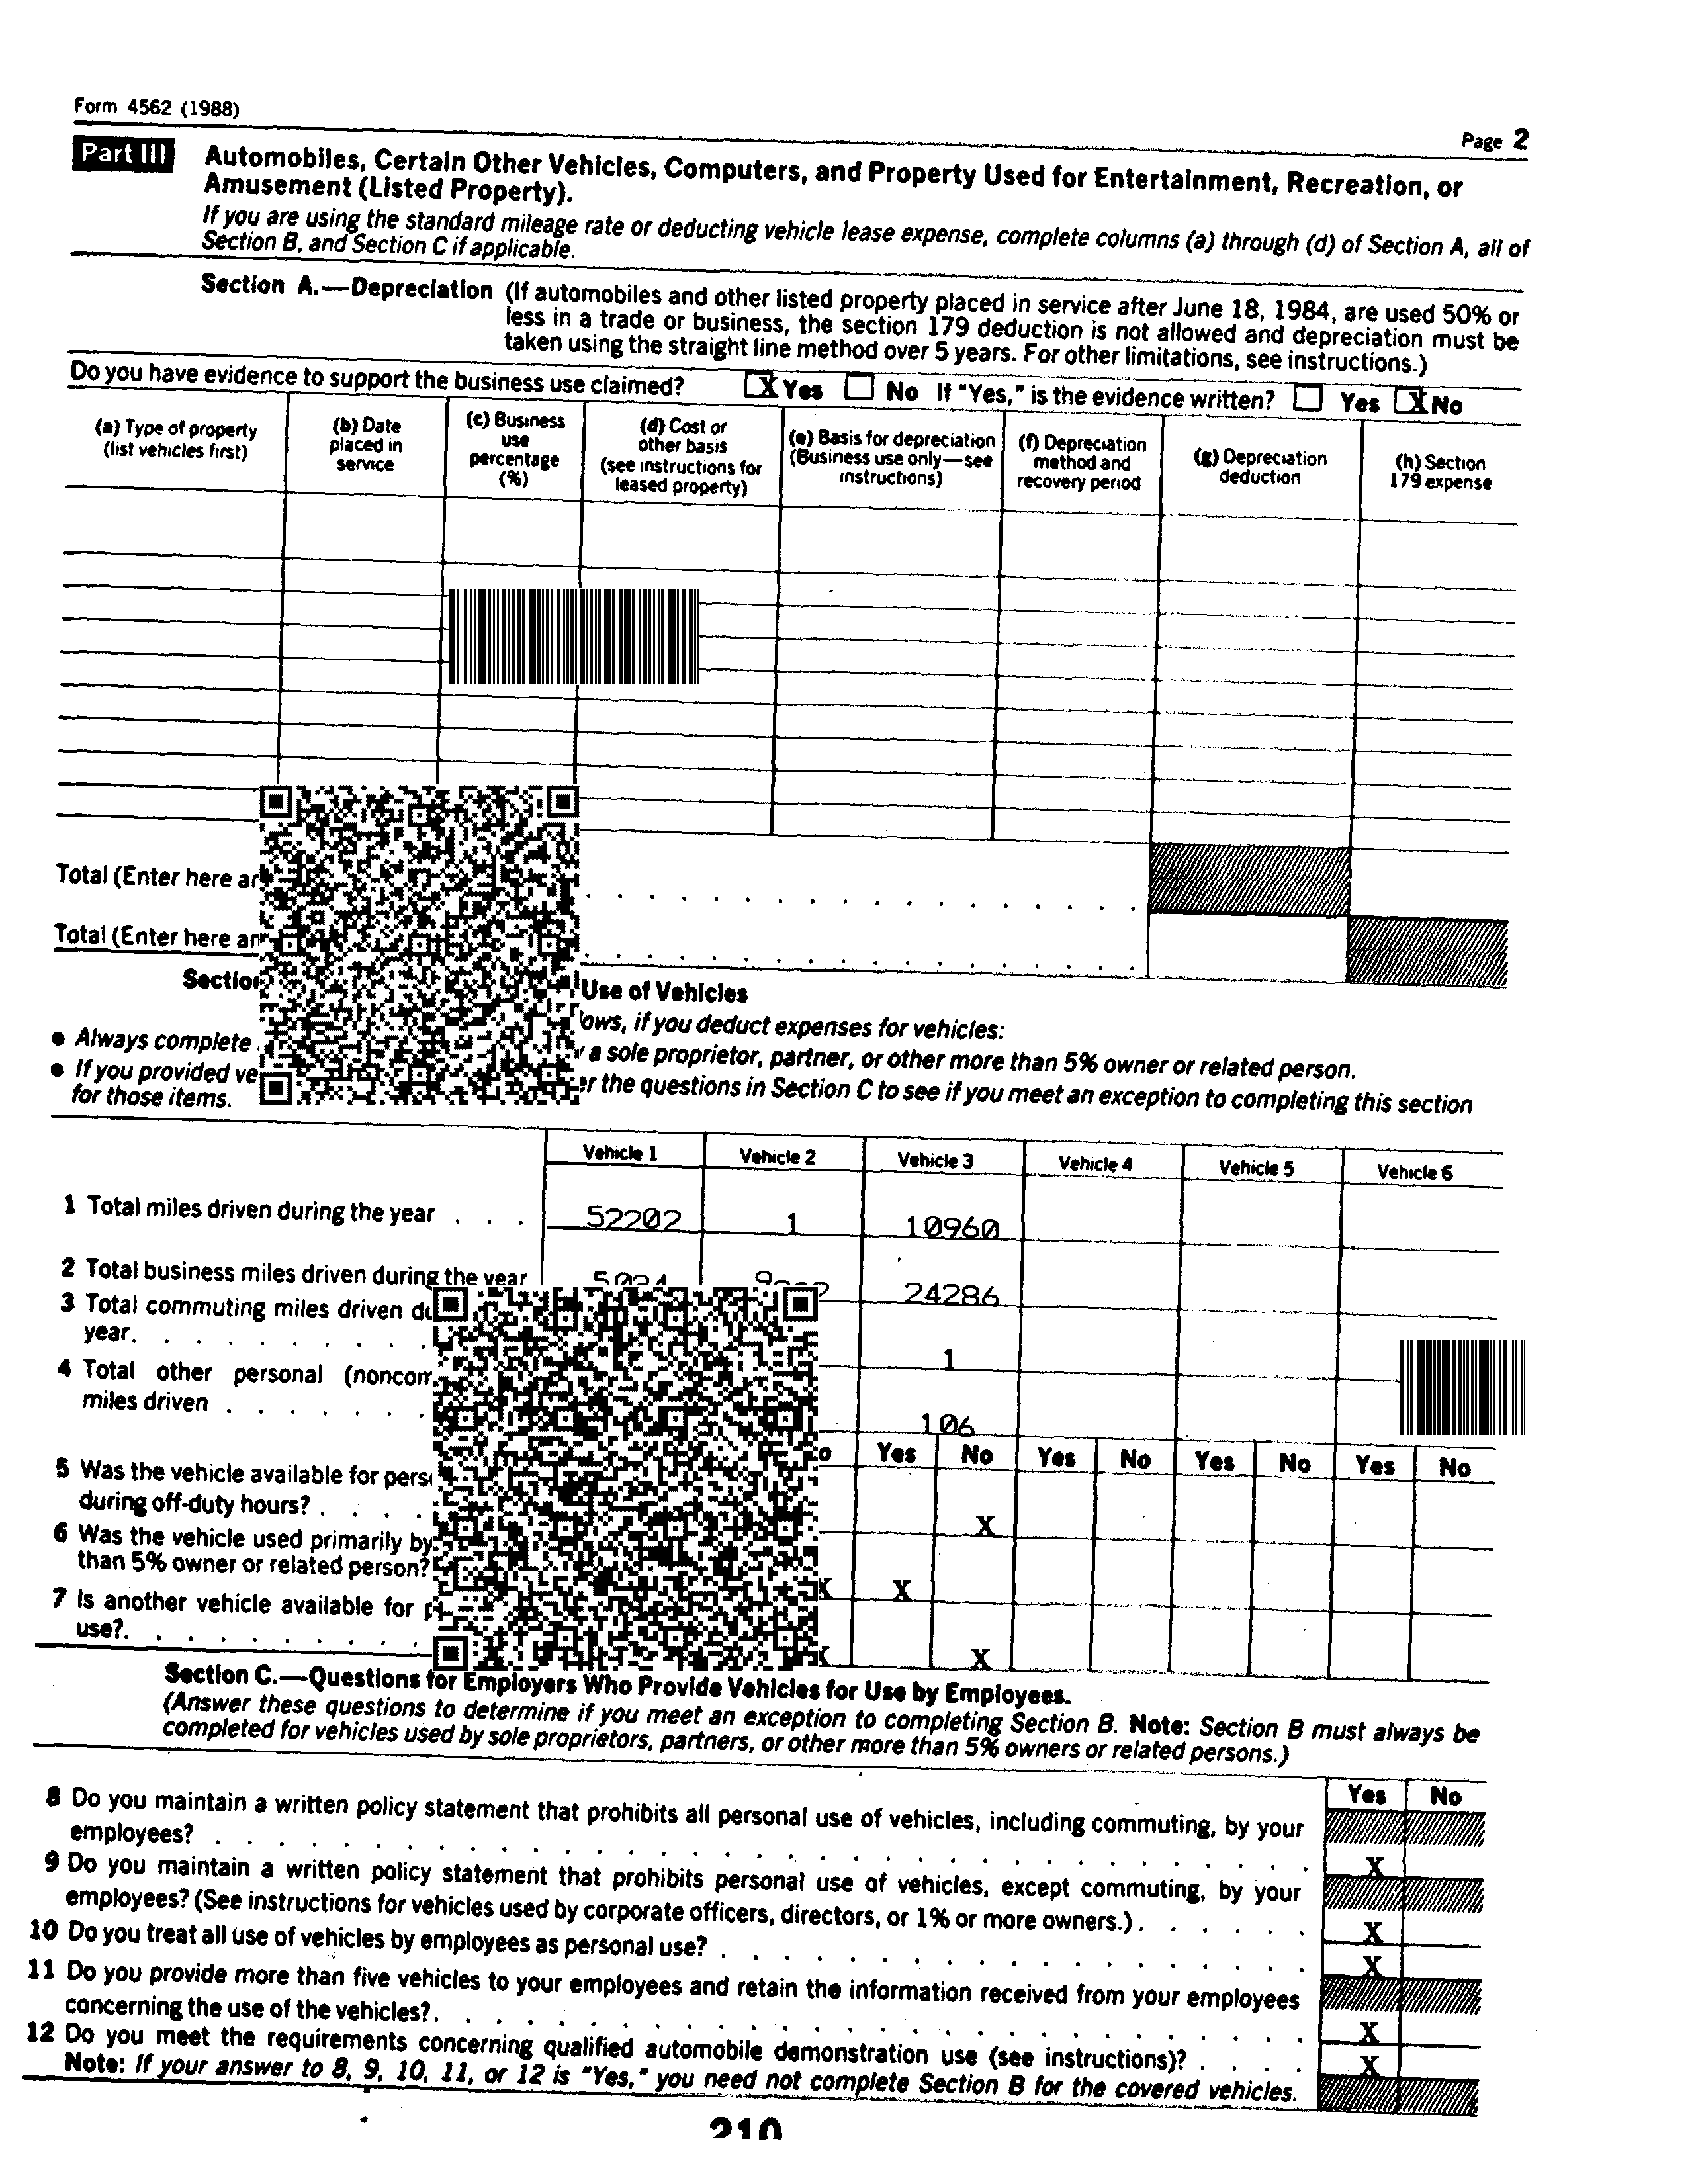 Form 4562 (1988)
Page 2
Part III
Automobiles, Certain Other Vehicles, Computers, and Property Used for Entertainment, Recreation, or
Amusement (Listed Property).
If you are using the standard mileage rate or deducting vehicle lease expense, complete columns (a) through (d) of Section A, all of
Section B, and Section C if applicable.
Section A.—Depreciation (If automobiles and other listed property placed in service after June 18, 1984, are used 50% or
less in a trade or business, the section 179 deduction is not allowed and depreciation must be
taken using the straight line method over 5 years. For other limitations, see instructions.)
Do you have evidence to support the business use claimed? X Yes No If "Yes," is the evidence written? Yes X No
(a) Type of property
(list vehicles first)
(b) Date
placed in
service
(c) Business
use
percentage
(%)
(d) Cost or
other basis
(see instructions for
leased property)
(e) Basis for depreciation
(Business use only—see
instructions)
(f) Depreciation
method and
recovery period
(g) Depreciation
deduction
(h) Section
179 expense
Total (Enter here
Total (Enter here
Section Use of Vehicles
if you deduct expenses for vehicles:
• Always complete a sole proprietor, partner, or other more than 5% owner or related person.
• If you provided the questions in Section C to see if you meet an exception to completing this section
for those items.
Vehicle 1 Vehicle 2 Vehicle 3 Vehicle 4 Vehicle 5 Vehicle 6
1 Total miles driven during the year . . . 52202 1 10960
2 Total business miles driven during the year 24286
3 Total commuting miles driven
year. . . . . . . . . . 1
4 Total other personal
miles driven . . . . . . . 106
Yes No Yes No Yes No Yes No
5 Was the vehicle available for
during off-duty hours? . . . . X
6 Was the vehicle used primarily by
than 5% owner or related person? X
7 Is another vehicle available for
use?. . . . . . . . . . X
Section C.—Questions for Employers Who Provide Vehicles for Use by Employees.
(Answer these questions to determine if you meet an exception to completing Section B. Note: Section B must always be
completed for vehicles used by sole proprietors, partners, or other more than 5% owners or related persons.)
Yes No
8 Do you maintain a written policy statement that prohibits all personal use of vehicles, including commuting, by your
employees? X
9 Do you maintain a written policy statement that prohibits personal use of vehicles, except commuting, by your
employees? (See instructions for vehicles used by corporate officers, directors, or 1% or more owners.) . . . . . . X
10 Do you treat all use of vehicles by employees as personal use? X
11 Do you provide more than five vehicles to your employees and retain the information received from your employees
concerning the use of the vehicles?. X
12 Do you meet the requirements concerning qualified automobile demonstration use (see instructions)? . . . . X
Note: If your answer to 8, 9, 10, 11, or 12 is "Yes," you need not complete Section B for the covered vehicles.
210